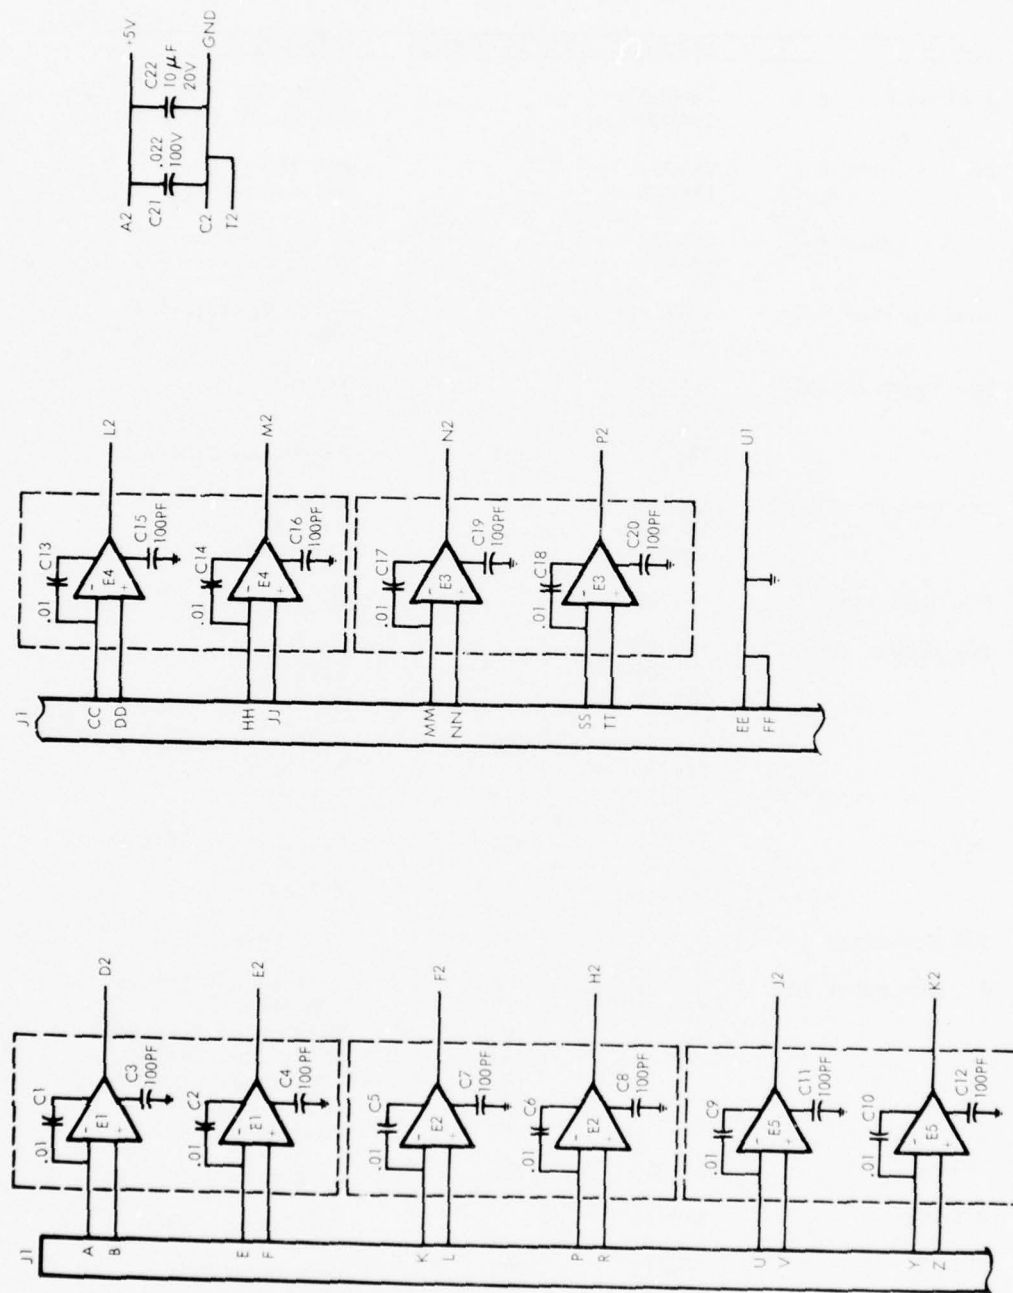 A2
+5V
C21
.022
100V
C22
10 µF
20V
C2
GND
T2
J1
CC
DD
.01
C13
E4
-
+
C15
100PF
L2
HH
JJ
.01
C14
E4
-
+
C16
100PF
M2
MM
NN
.01
C17
E3
-
+
C19
100PF
N2
SS
TT
.01
C18
E3
-
+
C20
100PF
P2
EE
FF
U1
J1
A
B
.01
C1
E1
-
+
C3
100PF
D2
E
F
.01
C2
E1
-
+
C4
100PF
E2
K
L
.01
C5
E2
-
+
C7
100PF
F2
P
R
.01
C6
E2
-
+
C8
100PF
H2
U
V
.01
C9
E5
-
+
C11
100PF
J2
Y
Z
.01
C10
E5
-
+
C12
100PF
K2